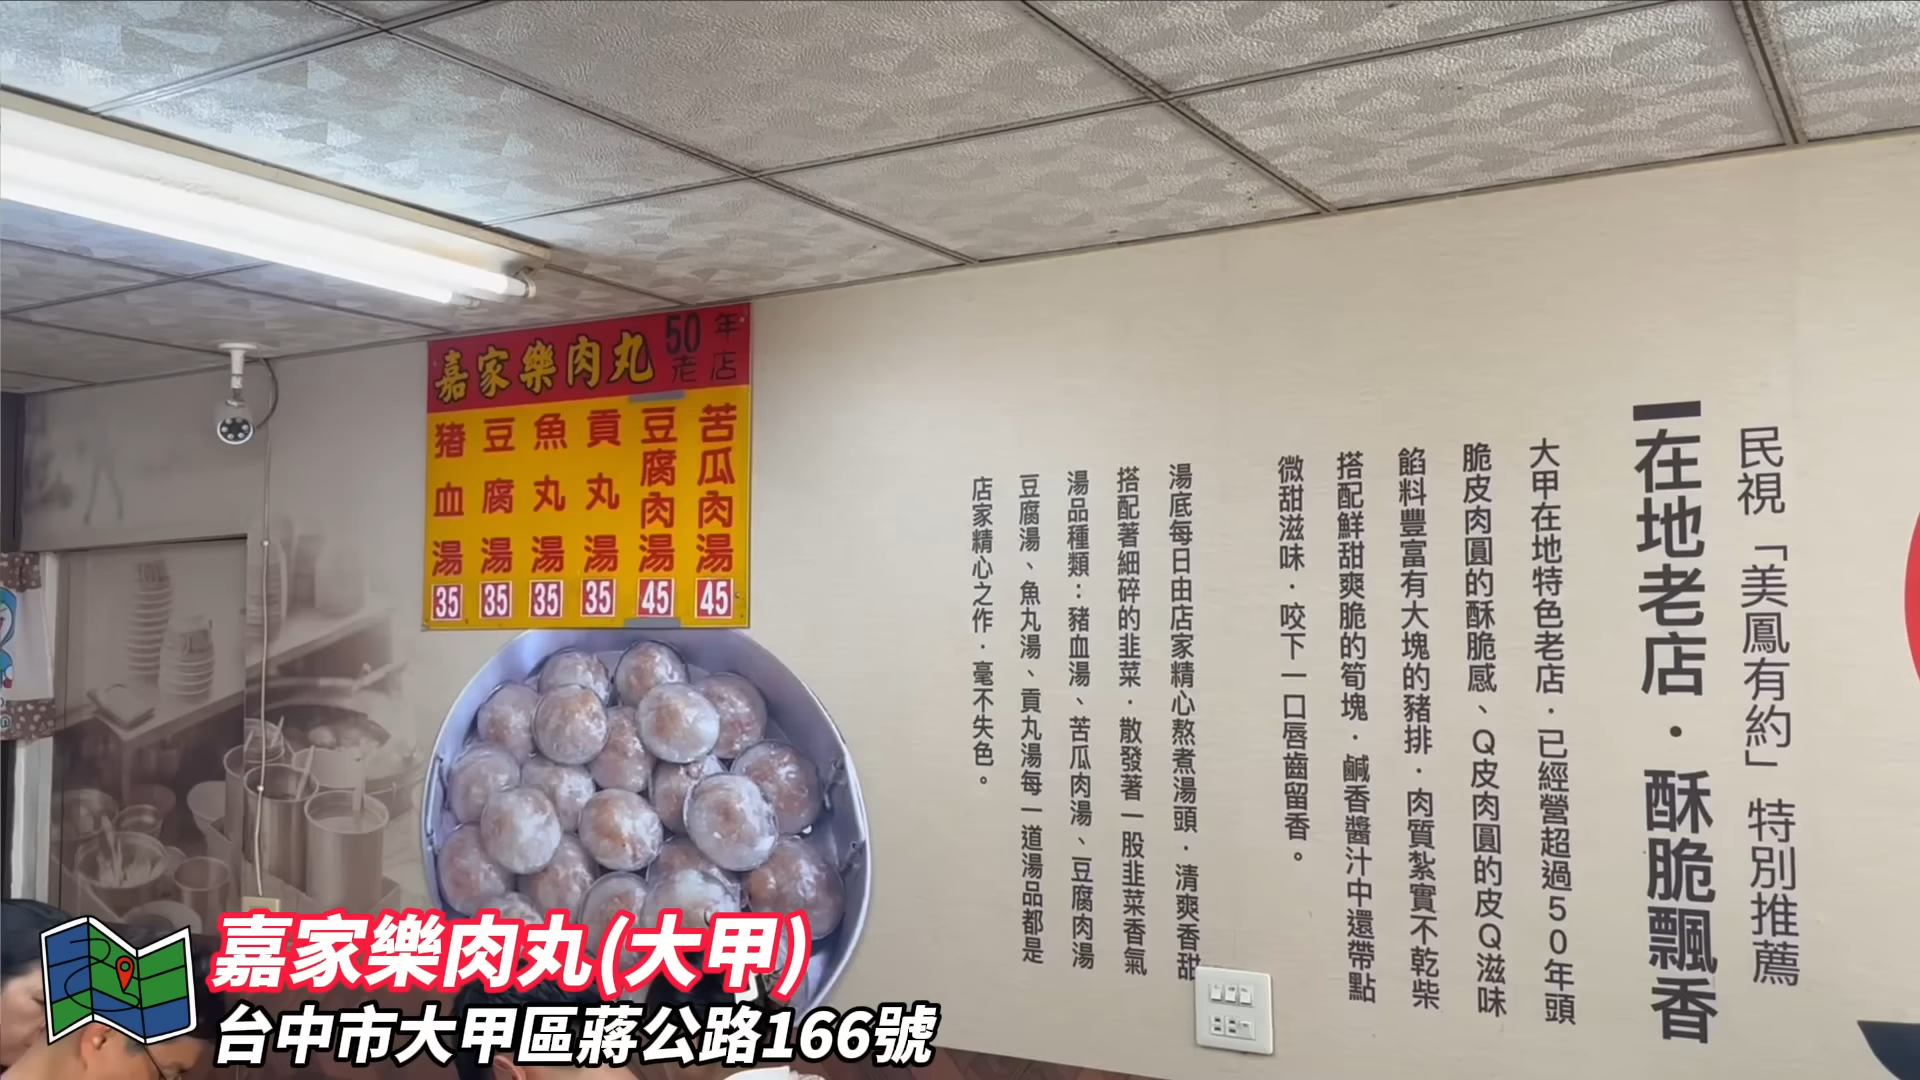 嘉家樂肉丸 50年老店
苦瓜肉湯 45
豆腐肉湯 45
貢丸湯 35
魚丸湯 35
豆腐湯 35
豬血湯 35
民視「美鳳有約」特別推薦
在地老店・酥脆飄香
大甲在地特色老店・已經營超過50年頭
脆皮肉圓的酥脆感、Q皮肉圓的皮Q滋味
餡料豐富有大塊的豬排・肉質紮實不乾柴
搭配鮮甜爽脆的筍塊・鹹香醬汁中還帶點
微甜滋味・咬下一口唇齒留香。
湯底每日由店家精心熬煮湯頭・清爽香甜
搭配著細碎的韭菜・散發著一股韭菜香氣
湯品種類：豬血湯、苦瓜肉湯、豆腐肉湯
豆腐湯、魚丸湯、貢丸湯每一道湯品都是
店家精心之作・毫不失色。
嘉家樂肉丸(大甲)
台中市大甲區蔣公路166號